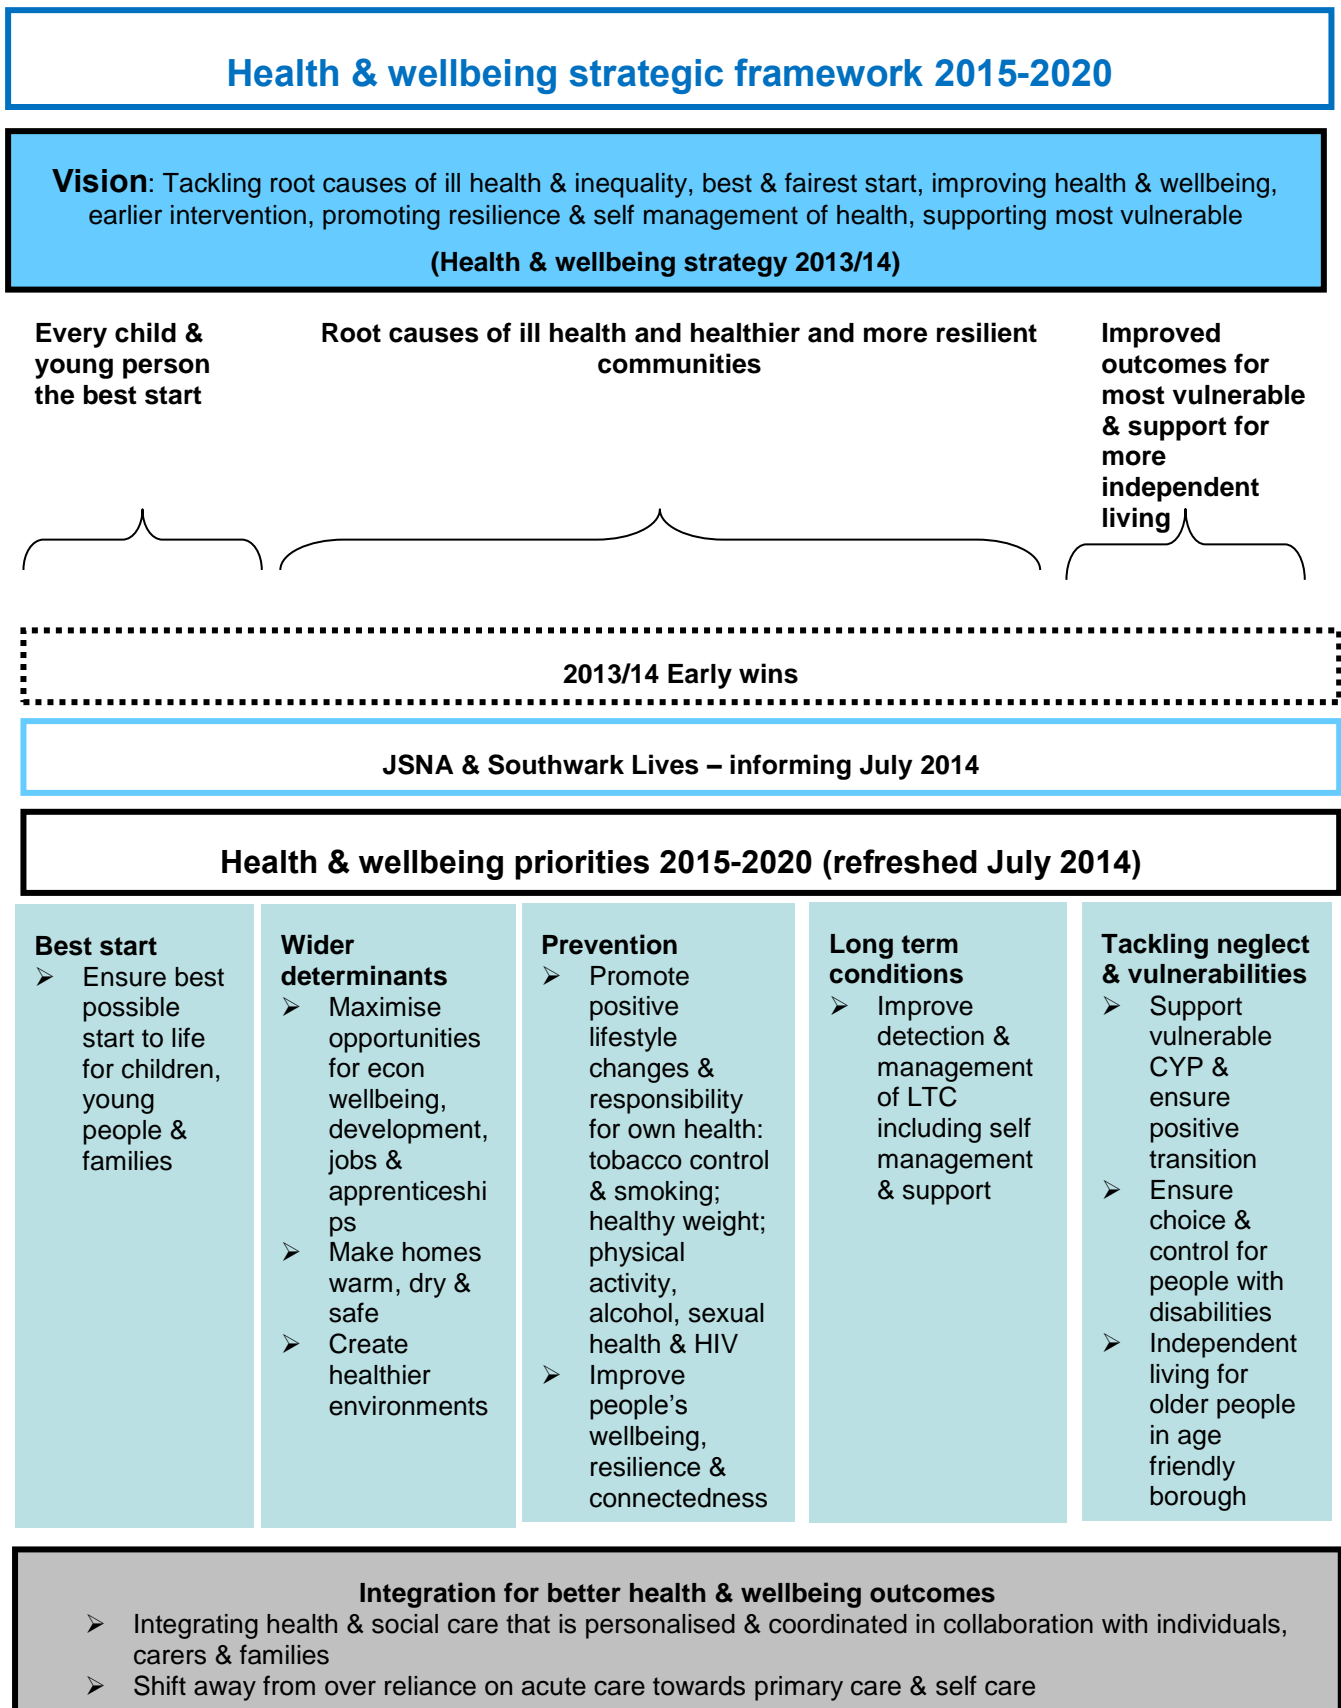 Health & wellbeing strategic framework 2015-2020
Vision: Tackling root causes of ill health & inequality, best & fairest start, improving health & wellbeing,
earlier intervention, promoting resilience & self management of health, supporting most vulnerable
(Health & wellbeing strategy 2013/14)
Every child &
young person
the best start
Root causes of ill health and healthier and more resilient
communities
Improved
outcomes for
most vulnerable
& support for
more
independent
living
2013/14 Early wins
JSNA & Southwark Lives – informing July 2014
Health & wellbeing priorities 2015-2020 (refreshed July 2014)
Best start
➢ Ensure best
possible
start to life
for children,
young
people &
families
Wider
determinants
➢ Maximise
opportunities
for econ
wellbeing,
development,
jobs &
apprenticeshi
ps
➢ Make homes
warm, dry &
safe
➢ Create
healthier
environments
Prevention
➢ Promote
positive
lifestyle
changes &
responsibility
for own health:
tobacco control
& smoking;
healthy weight;
physical
activity,
alcohol, sexual
health & HIV
➢ Improve
people’s
wellbeing,
resilience &
connectedness
Long term
conditions
➢ Improve
detection &
management
of LTC
including self
management
& support
Tackling neglect
& vulnerabilities
➢ Support
vulnerable
CYP &
ensure
positive
transition
➢ Ensure
choice &
control for
people with
disabilities
➢ Independent
living for
older people
in age
friendly
borough
Integration for better health & wellbeing outcomes
➢ Integrating health & social care that is personalised & coordinated in collaboration with individuals,
carers & families
➢ Shift away from over reliance on acute care towards primary care & self care